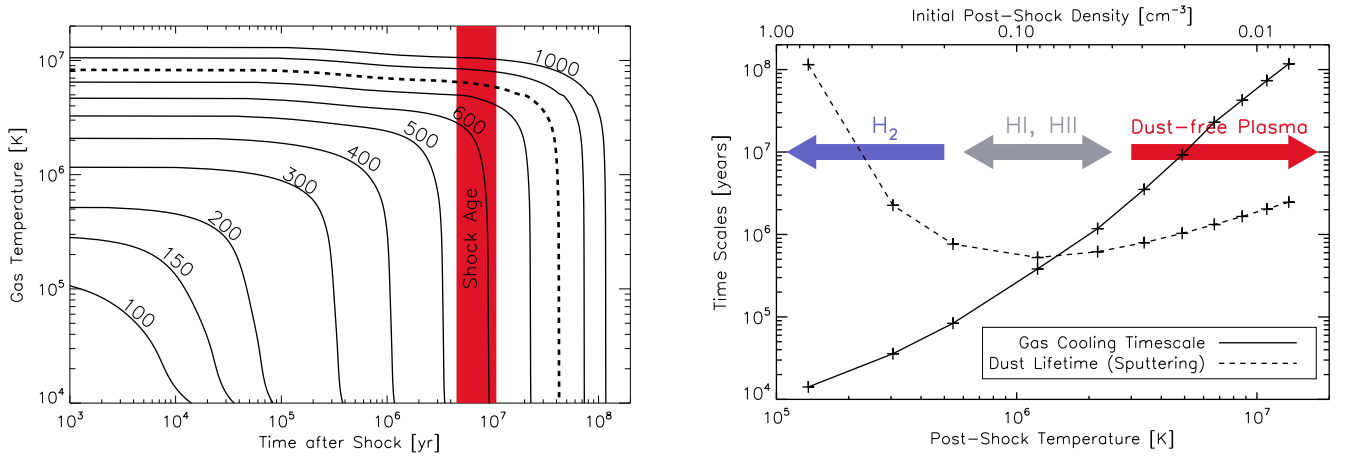 10⁷
10⁶
10⁵
10⁴
Gas Temperature [K]
1000
600
500
400
300
200
150
100
Shock Age
10³ 10⁴ 10⁵ 10⁶ 10⁷ 10⁸
Time after Shock [yr]
Initial Post-Shock Density [cm⁻³]
1.00 0.10 0.01
10⁸
10⁷
10⁶
10⁵
10⁴
Time Scales [years]
H₂
HI, HII
Dust-free Plasma
Gas Cooling Timescale
Dust Lifetime (Sputtering)
10⁵ 10⁶ 10⁷
Post-Shock Temperature [K]